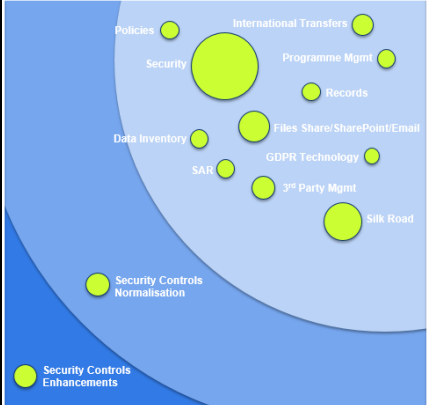 Policies
International Transfers
Security
Programme Mgmt
Records
Files Share/SharePoint/Email
Data Inventory
GDPR Technology
SAR
3rd Party Mgmt
Silk Road
Security Controls
Normalisation
Security Controls
Enhancements